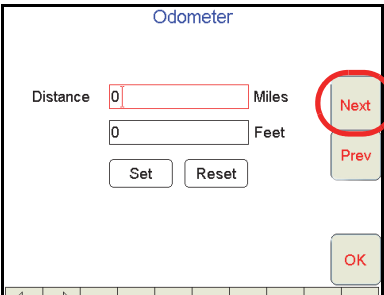 Odometer
Distance 0 Miles
Next
0 Feet
Prev
Set Reset
OK